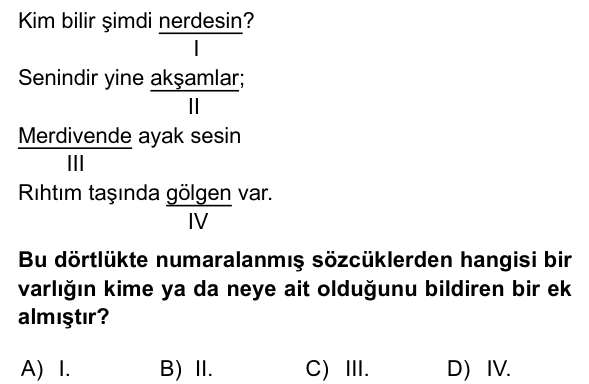 Kim bilir şimdi nerdesin?
I
Senindir yine akşamlar;
II
Merdivende ayak sesin
III
Rıhtım taşında gölgen var.
IV
Bu dörtlükte numaralanmış sözcüklerden hangisi bir
varlığın kime ya da neye ait olduğunu bildiren bir ek
almıştır?
A) I. B) II. C) III. D) IV.